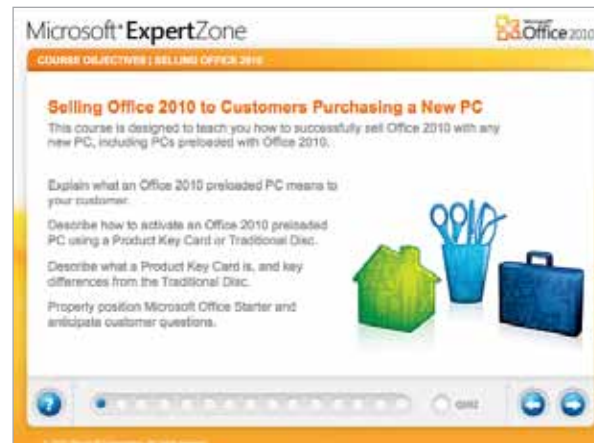 Microsoft® ExpertZone
Microsoft®
Office 2010
COURSE OBJECTIVES | SELLING OFFICE 2010
Selling Office 2010 to Customers Purchasing a New PC
This course is designed to teach you how to successfully sell Office 2010 with any
new PC, including PCs preloaded with Office 2010.
Explain what an Office 2010 preloaded PC means to
your customer.
Describe how to activate an Office 2010 preloaded
PC using a Product Key Card or Traditional Disc.
Describe what a Product Key Card is, and key
differences from the Traditional Disc.
Properly position Microsoft Office Starter and
anticipate customer questions.
?
QUIZ